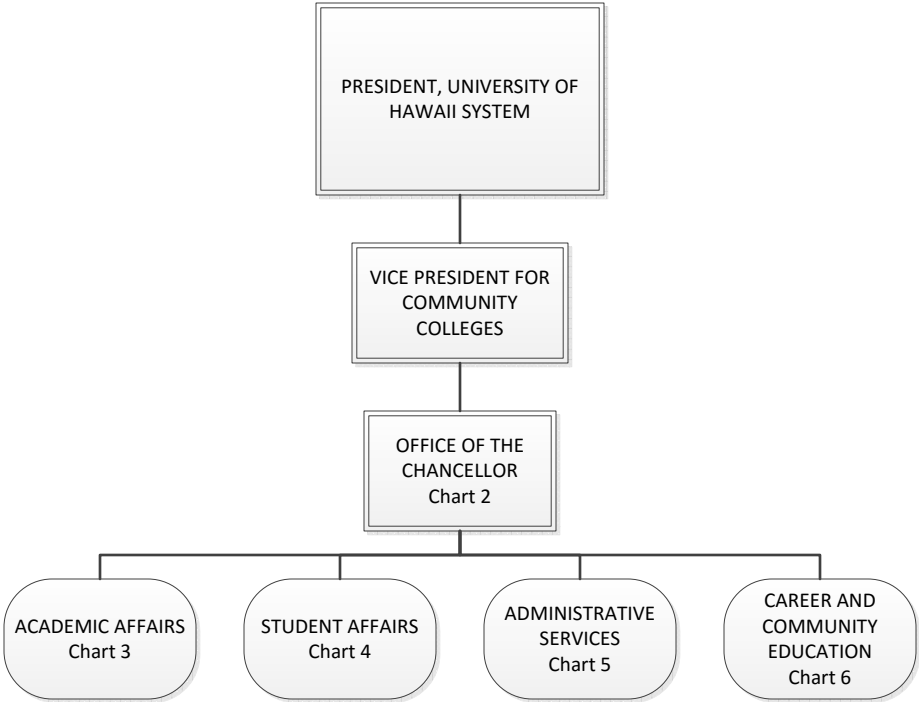 PRESIDENT, UNIVERSITY OF
HAWAII SYSTEM
VICE PRESIDENT FOR
COMMUNITY
COLLEGES
OFFICE OF THE
CHANCELLOR
Chart 2
ACADEMIC AFFAIRS
Chart 3
STUDENT AFFAIRS
Chart 4
ADMINISTRATIVE
SERVICES
Chart 5
CAREER AND
COMMUNITY
EDUCATION
Chart 6